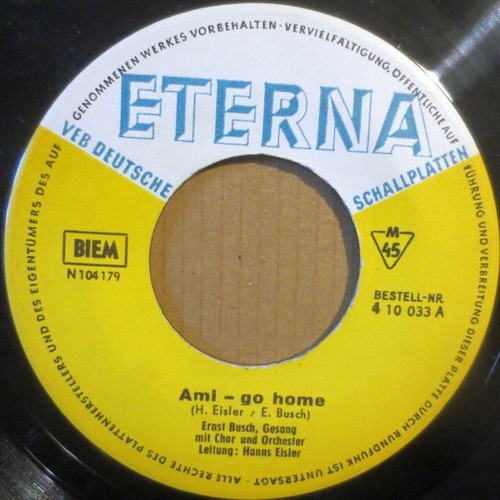 ALLE RECHTE DES PLATTENHERSTELLERS UND DES EIGENTÜMERS DES AUF GENOMMENEN WERKES VORBEHALTEN · VERVIELFÄLTIGUNG, ÖFFENTLICHE AUF FÜHRUNG UND VERBREITUNG DIESER PLATTE DURCH RUNDFUNK IST UNTERSAGT ·
ETERNA
VEB DEUTSCHE SCHALLPLATTEN
BIEM
N 104179
M
45
BESTELL-NR.
4 10 033 A
Ami – go home
(H. Eisler / E. Busch)
Ernst Busch, Gesang
mit Chor und Orchester
Leitung: Hanns Eisler